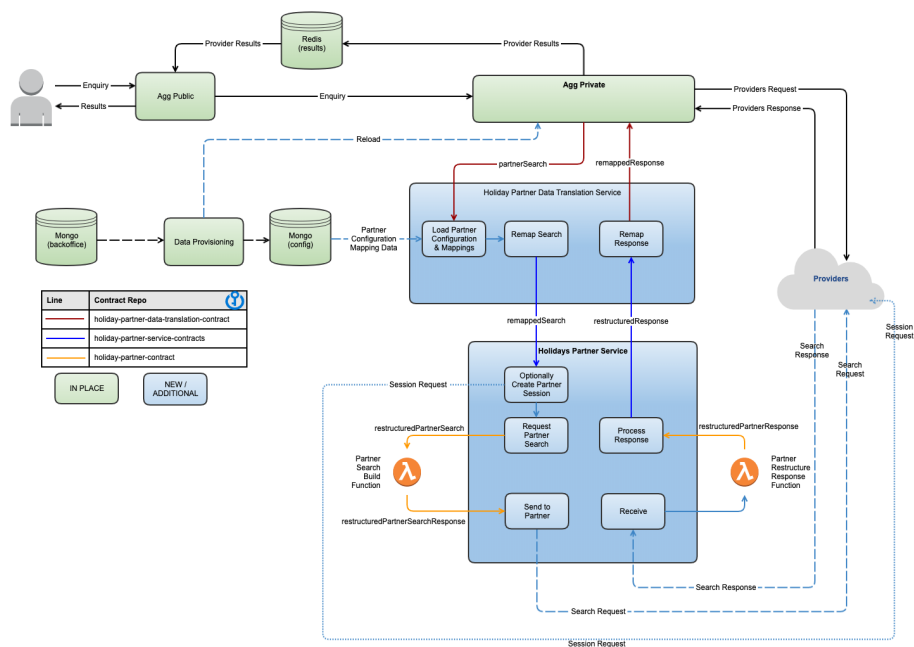 Redis
(results)
Provider Results
Provider Results
Agg Private
Providers Request
Enquiry
Agg Public
Enquiry
Results
Providers Response
Reload
partnerSearch
remappedResponse
Holiday Partner Data Translation Service
Mongo
(backoffice)
Data Provisioning
Mongo
(config)
Partner
Configuration
Mapping Data
Load Partner
Configuration
& Mappings
Remap Search
Remap
Response
Providers
Line
Contract Repo
holiday-partner-data-translation-contract
holiday-partner-service-contracts
holiday-partner-contract
IN PLACE
NEW /
ADDITIONAL
remappedSearch
restructuredResponse
Session
Request
Search
Response
Search
Request
Holidays Partner Service
Session Request
Optionally
Create Partner
Session
restructuredPartnerSearch
Request
Partner
Search
Process
Response
restructuredPartnerResponse
Partner
Search
Build
Function
Partner
Restructure
Response
Function
λ
λ
Send to
Partner
Receive
restructuredPartnerSearchResponse
Search Response
Search Request
Session Request